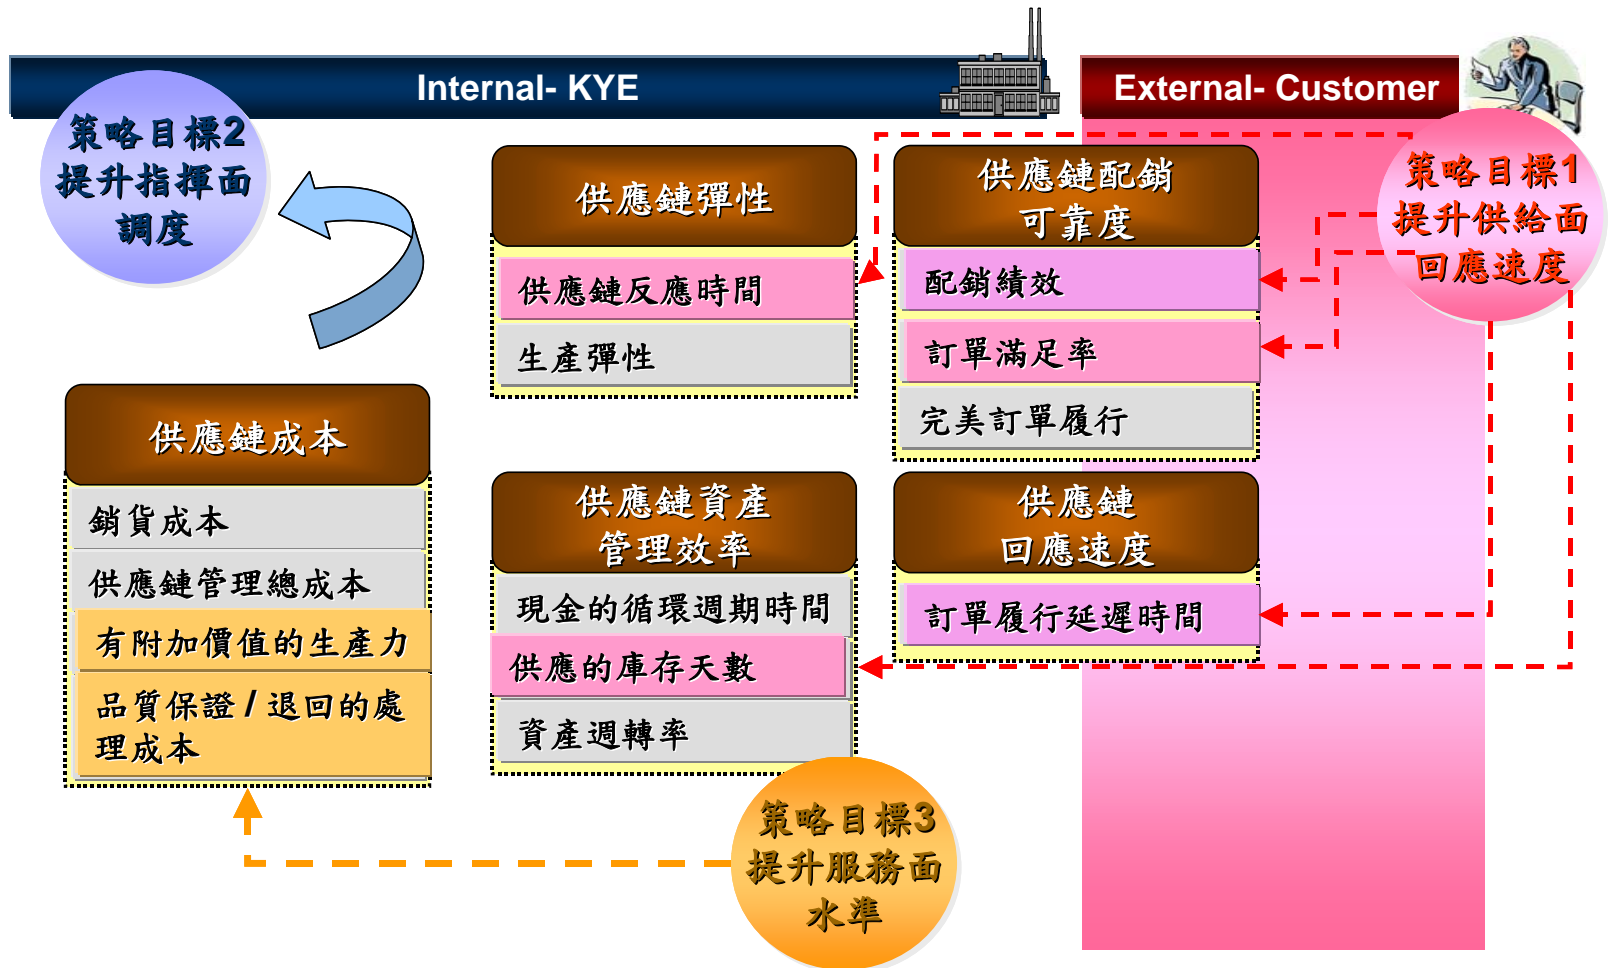 Internal- KYE
External- Customer
策略目標2
提升指揮面
調度
策略目標1
提升供給面
回應速度
供應鏈彈性
供應鏈反應時間
生產彈性
供應鏈配銷
可靠度
配銷績效
訂單滿足率
完美訂單履行
供應鏈成本
銷貨成本
供應鏈管理總成本
有附加價值的生產力
品質保證 / 退回的處
理成本
供應鏈資產
管理效率
現金的循環週期時間
供應的庫存天數
資產週轉率
供應鏈
回應速度
訂單履行延遲時間
策略目標3
提升服務面
水準